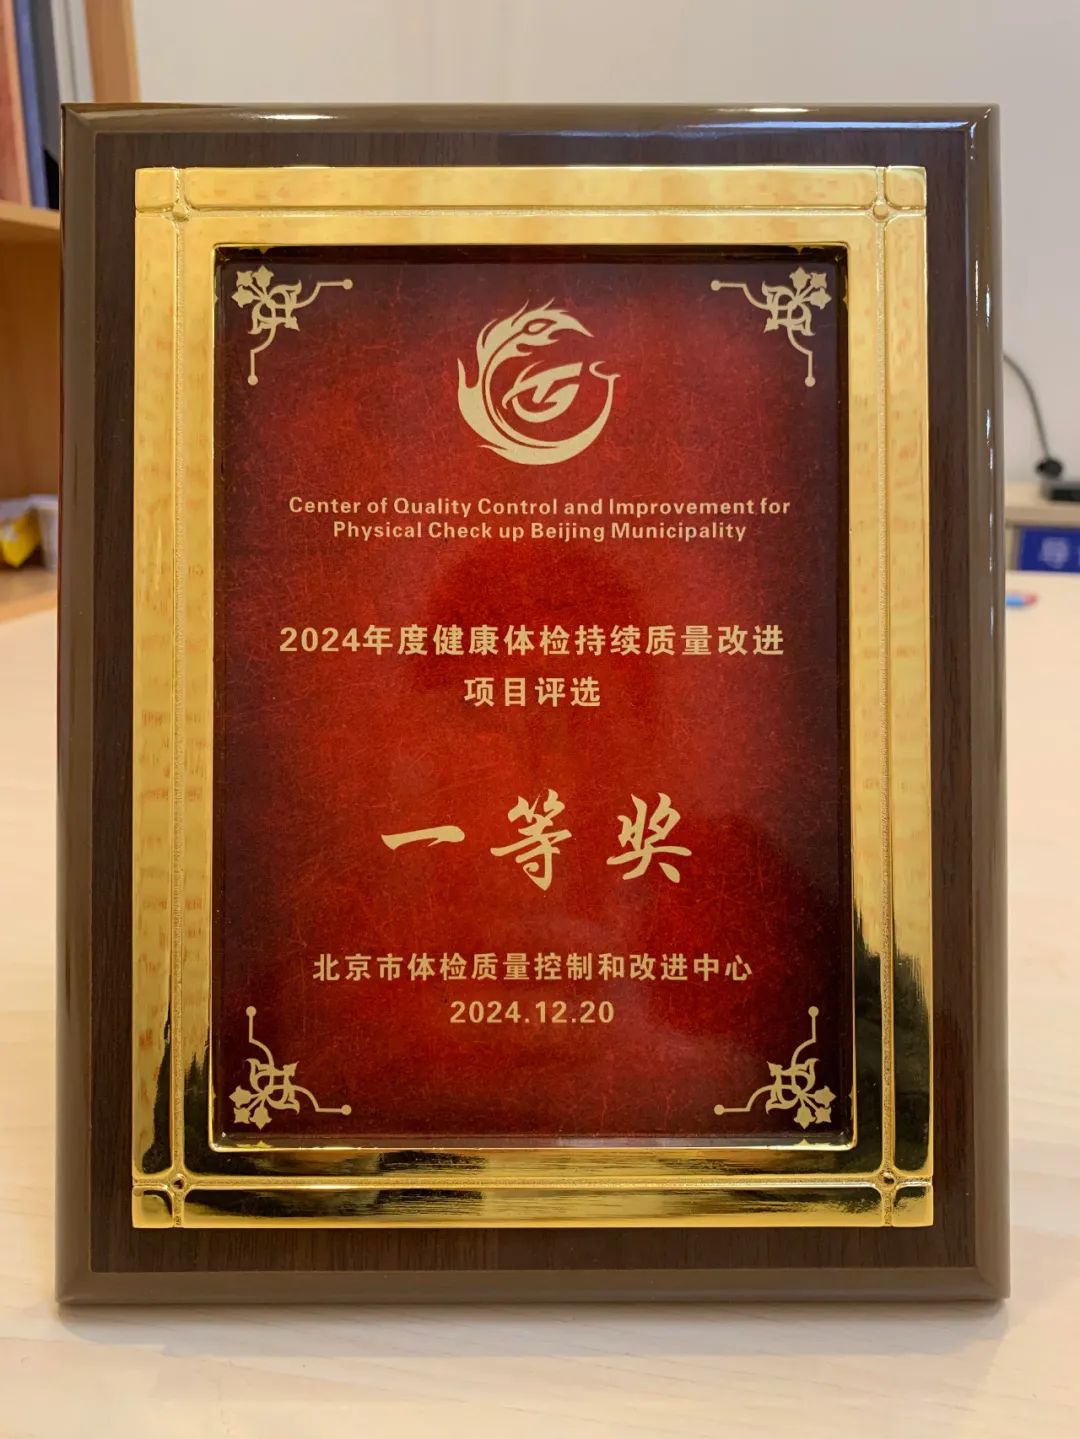 Center of Quality Control and Improvement for
Physical Check up Beijing Municipality
2024年度健康体检持续质量改进
项目评选
一等奖
北京市体检质量控制和改进中心
2024.12.20